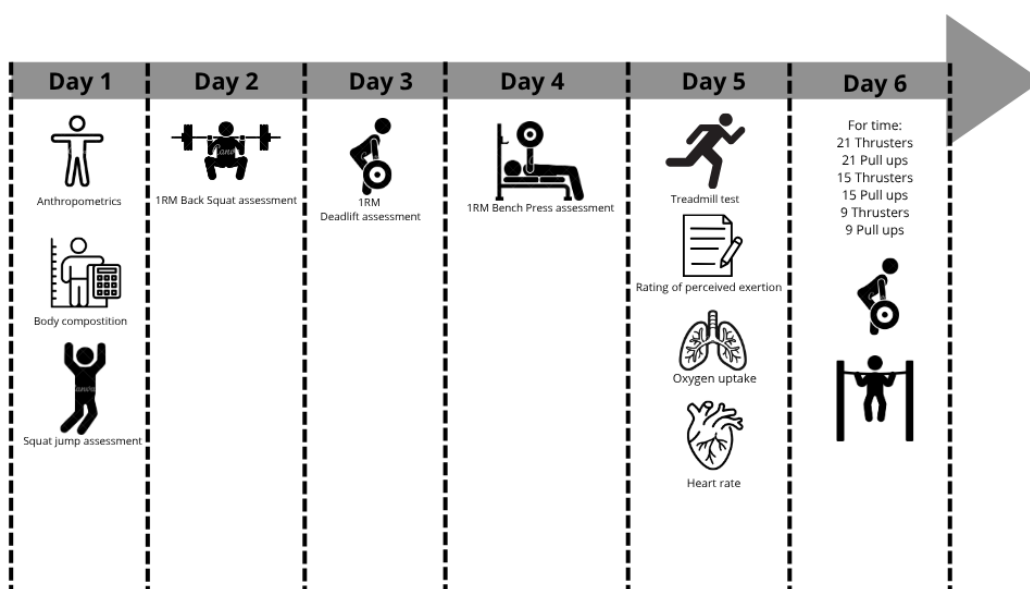 Day 1
Day 2
Day 3
Day 4
Day 5
Day 6
Anthropometrics
Body compostition
Squat jump assessment
1RM Back Squat assessment
1RM
Deadlift assessment
1RM Bench Press assessment
Treadmill test
Rating of perceived exertion
Oxygen uptake
Heart rate
For time:
21 Thrusters
21 Pull ups
15 Thrusters
15 Pull ups
9 Thrusters
9 Pull ups